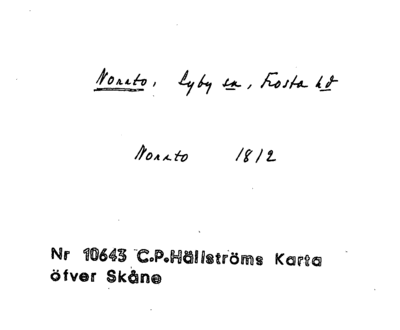 Norrto, Lyby sn, Frosta hd
Norrto 1812
Nr 10643 C.P.Hällströms Karta
öfver Skåne